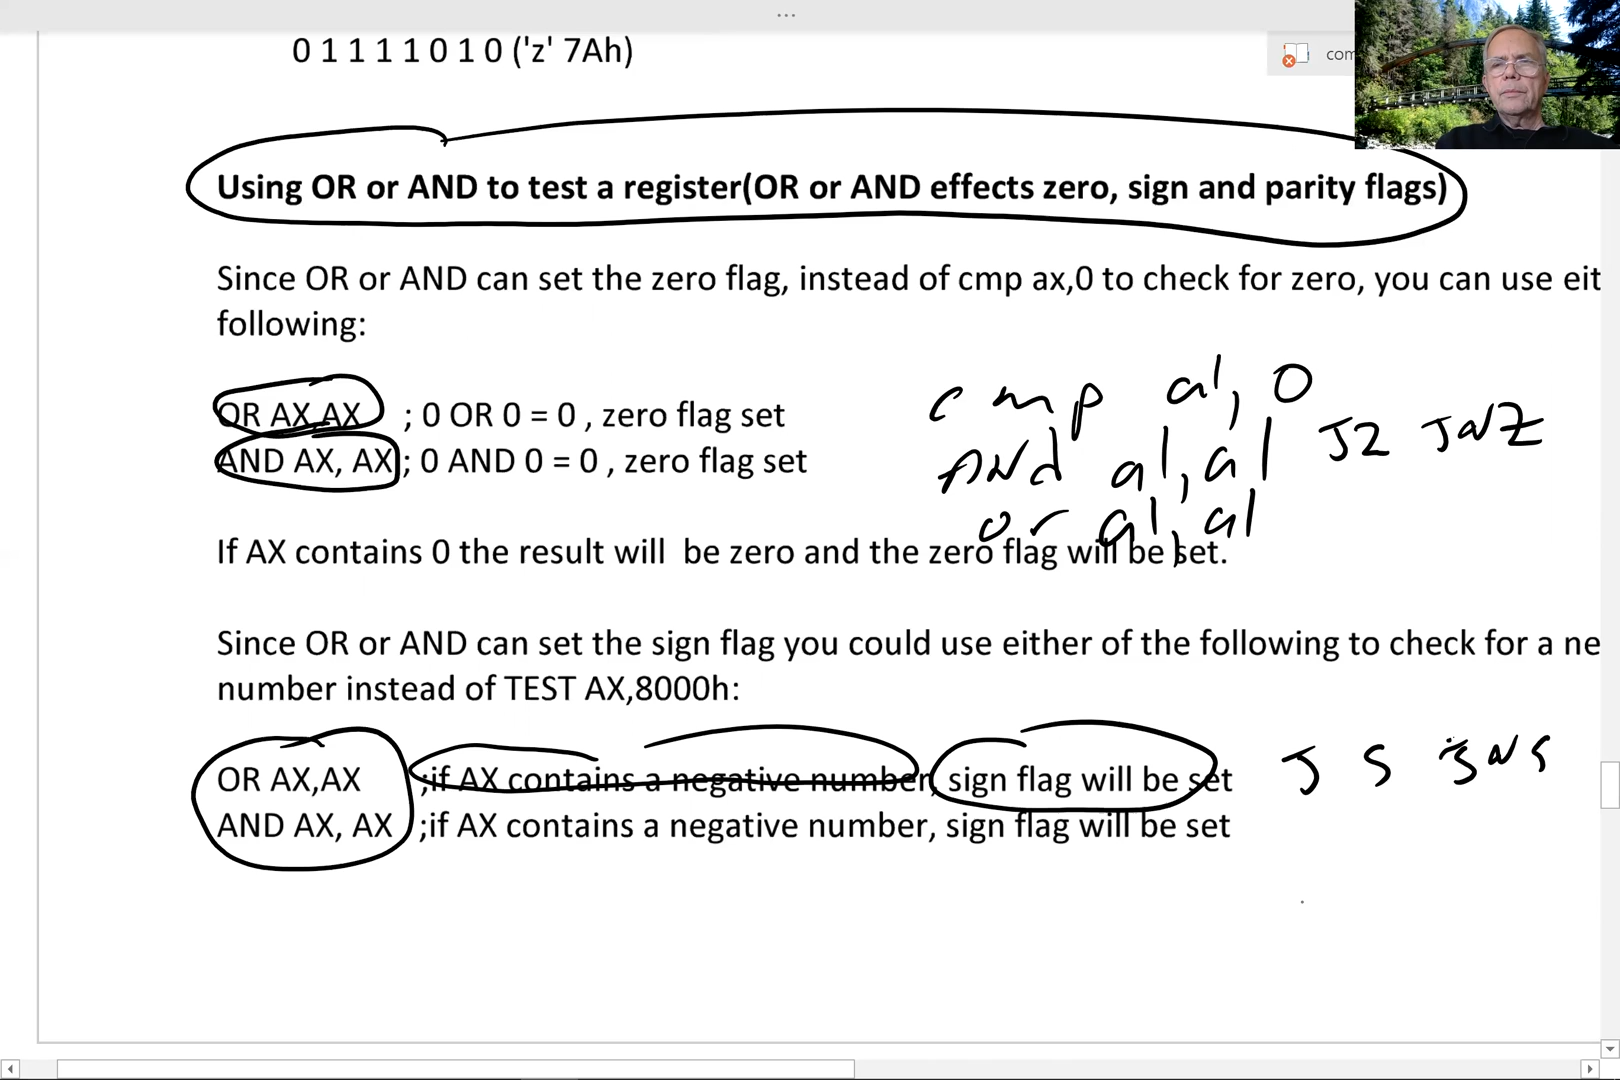 ...
0 1 1 1 1 0 1 0 ('z' 7Ah)
com
Using OR or AND to test a register(OR or AND effects zero, sign and parity flags)
Since OR or AND can set the zero flag, instead of cmp ax,0 to check for zero, you can use eit
following:
OR AX,AX ; 0 OR 0 = 0 , zero flag set
AND AX, AX ; 0 AND 0 = 0 , zero flag set
cmp al, 0
AND al, al JZ JNZ
or al, al
If AX contains 0 the result will be zero and the zero flag will be set.
Since OR or AND can set the sign flag you could use either of the following to check for a ne
number instead of TEST AX,8000h:
OR AX,AX ;if AX contains a negative number, sign flag will be set JS JNS
AND AX, AX ;if AX contains a negative number, sign flag will be set